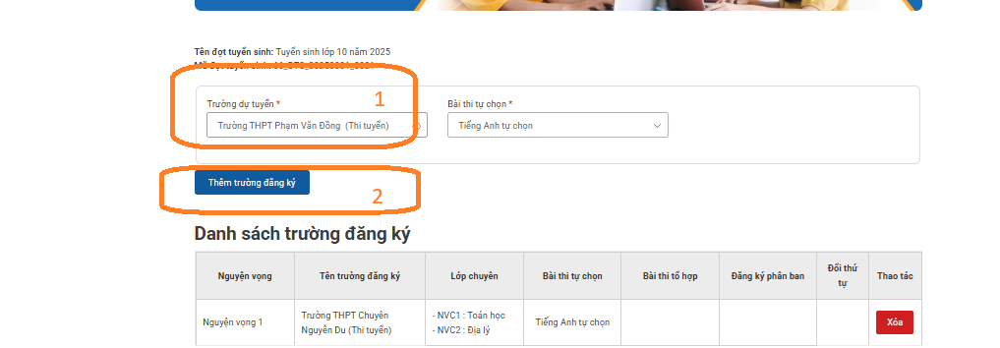 Tên đợt tuyển sinh: Tuyển sinh lớp 10 năm 2025
Trường dự tuyển *
1
Bài thi tự chọn *
Trường THPT Phạm Văn Đồng (Thi tuyển)
Tiếng Anh tự chọn
Thêm trường đăng ký
2
Danh sách trường đăng ký
Nguyện vọng
Tên trường đăng ký
Lớp chuyên
Bài thi tự chọn
Bài thi tổ hợp
Đăng ký phân ban
Đổi thứ
tự
Thao tác
Nguyện vọng 1
Trường THPT Chuyên
Nguyễn Du (Thi tuyển)
- NVC1 : Toán học
- NVC2 : Địa lý
Tiếng Anh tự chọn
Xóa